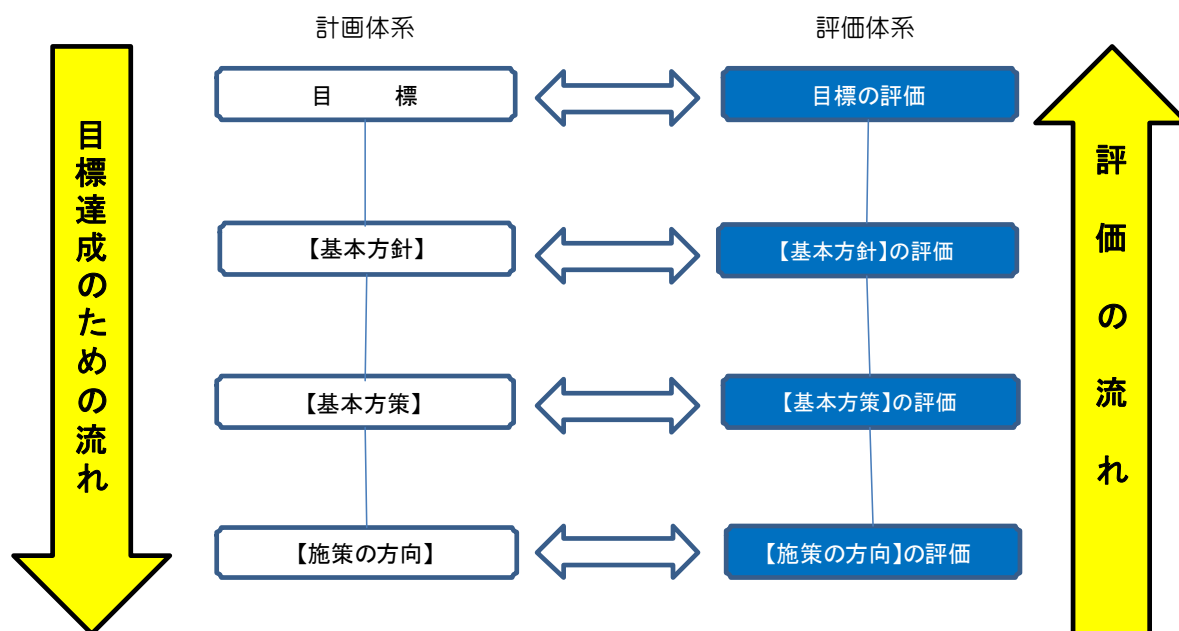 計画体系
評価体系
目標
目標の評価
目標達成のための流れ
評価の流れ
【基本方針】
【基本方針】の評価
【基本方策】
【基本方策】の評価
【施策の方向】
【施策の方向】の評価